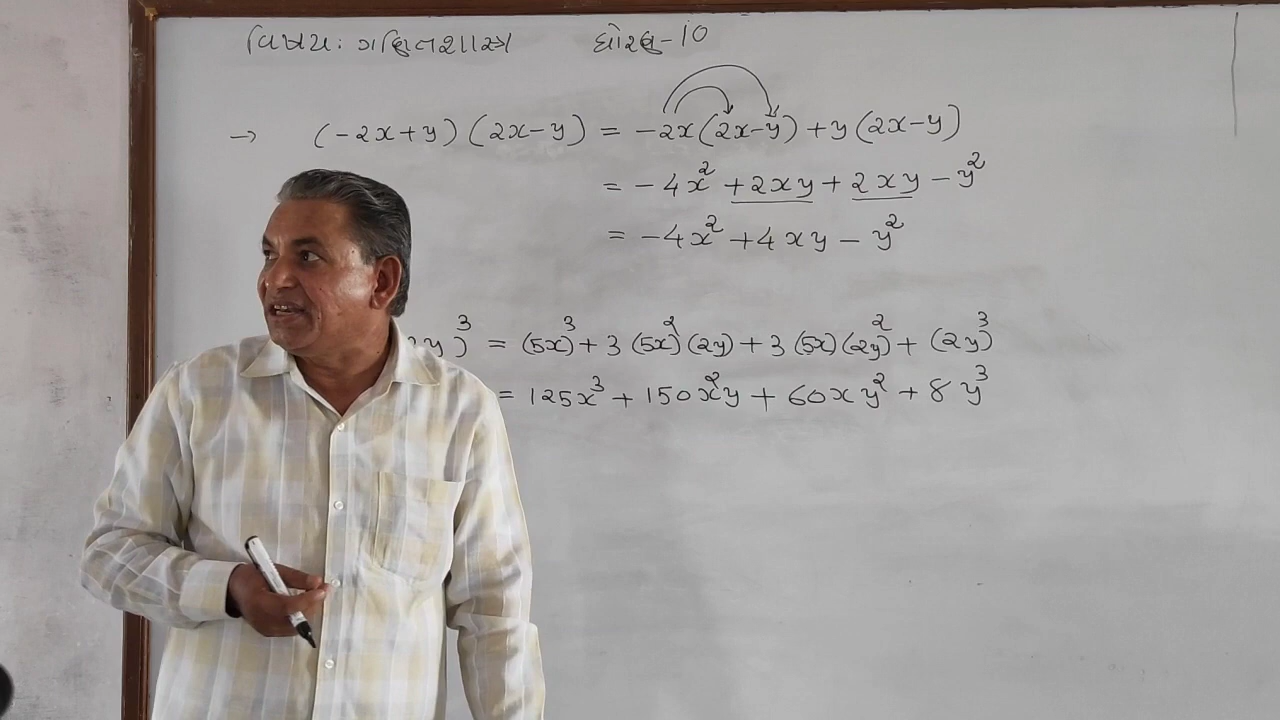 વિષય: ગણિતશાસ્ત્ર ધોરણ-10
→ (-2x+y)(2x-y) = -2x(2x-y)+y(2x-y)
= -4x² +2xy+2xy-y²
= -4x² +4xy-y²
2y)³ = (5x)³+3(5x)²(2y)+3(5x)(2y)²+(2y)³
= 125x³+150x²y+60xy²+8y³